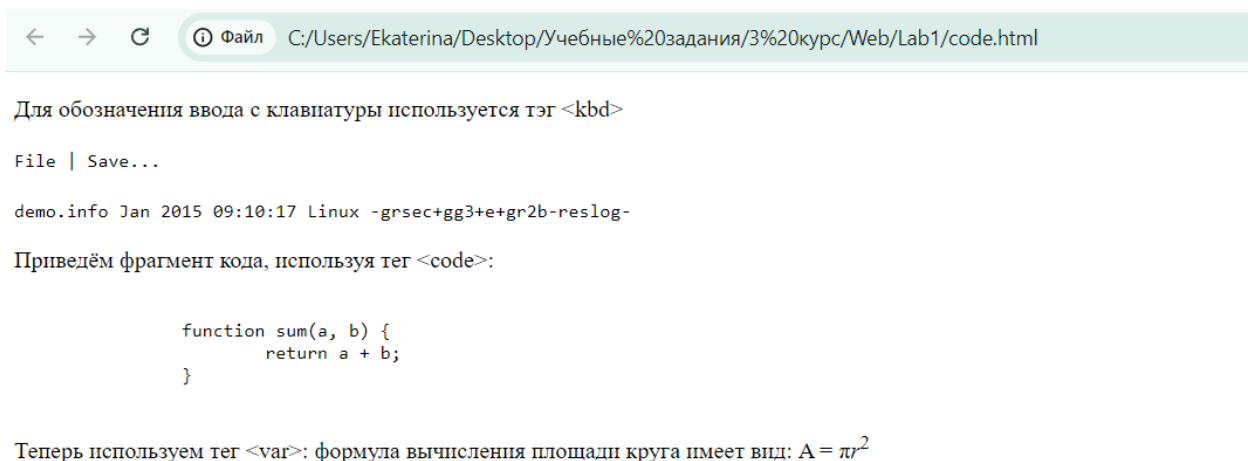 Файл C:/Users/Ekaterina/Desktop/Учебные%20задания/3%20курс/Web/Lab1/code.html
Для обозначения ввода с клавиатуры используется тэг <kbd>
File | Save...
demo.info Jan 2015 09:10:17 Linux -grsec+gg3+e+gr2b-reslog-
Приведём фрагмент кода, используя тег <code>:
function sum(a, b) {
return a + b;
}
Теперь используем тег <var>: формула вычисления площади круга имеет вид: A = πr²